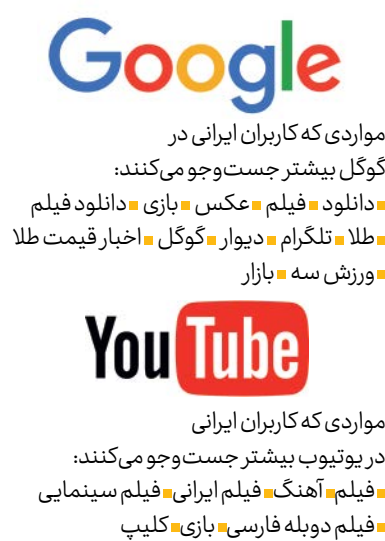 Google
مواردی که کاربران ایرانی در
گوگل بیشتر جست‌وجو می‌کنند:
▪دانلود ▪فیلم ▪عکس ▪بازی ▪دانلود فیلم
▪طلا ▪تلگرام ▪دیوار ▪گوگل ▪اخبار قیمت طلا
▪ورزش سه ▪بازار
YouTube
مواردی که کاربران ایرانی
در یوتیوب بیشتر جست‌وجو می‌کنند:
▪فیلم ▪آهنگ ▪فیلم ایرانی ▪فیلم سینمایی
▪فیلم دوبله فارسی ▪بازی ▪کلیپ